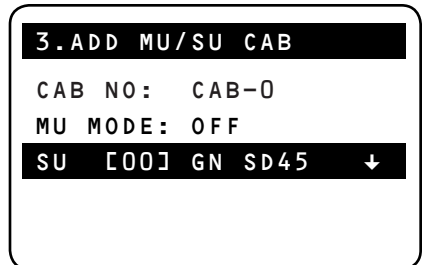 3.ADD MU/SU CAB
CAB NO: CAB-0
MU MODE: OFF
SU [00] GN SD45 ↓